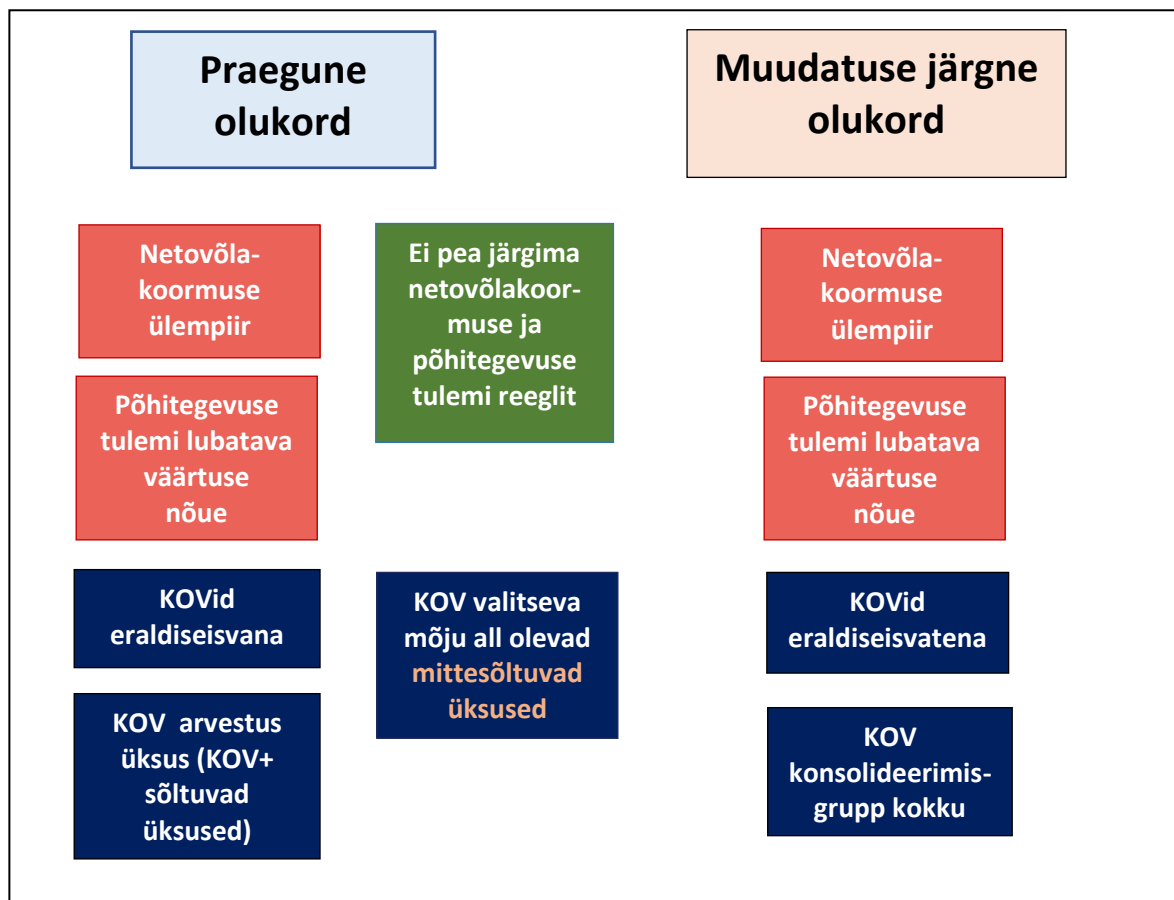 Praegune
olukord
Muudatuse järgne
olukord
Netovõla-
koormuse
ülempiir
Põhitegevuse
tulemi lubatava
väärtuse
nõue
KOVid
eraldiseisvana
KOV arvestus
üksus (KOV+
sõltuvad
üksused)
Ei pea järgima
netovõlakoor-
muse ja
põhitegevuse
tulemi reeglit
KOV valitseva
mõju all olevad
mittesõltuvad
üksused
Netovõla-
koormuse
ülempiir
Põhitegevuse
tulemi lubatava
väärtuse
nõue
KOVid
eraldiseisvatena
KOV
konsolideerimis-
grupp kokku